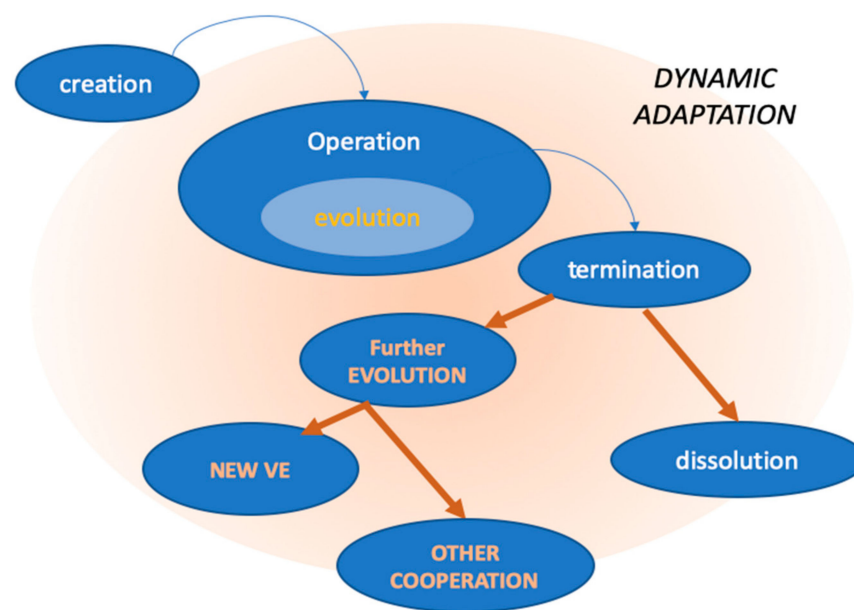 creation
DYNAMIC
ADAPTATION
Operation
evolution
termination
Further
EVOLUTION
NEW VE
dissolution
OTHER
COOPERATION